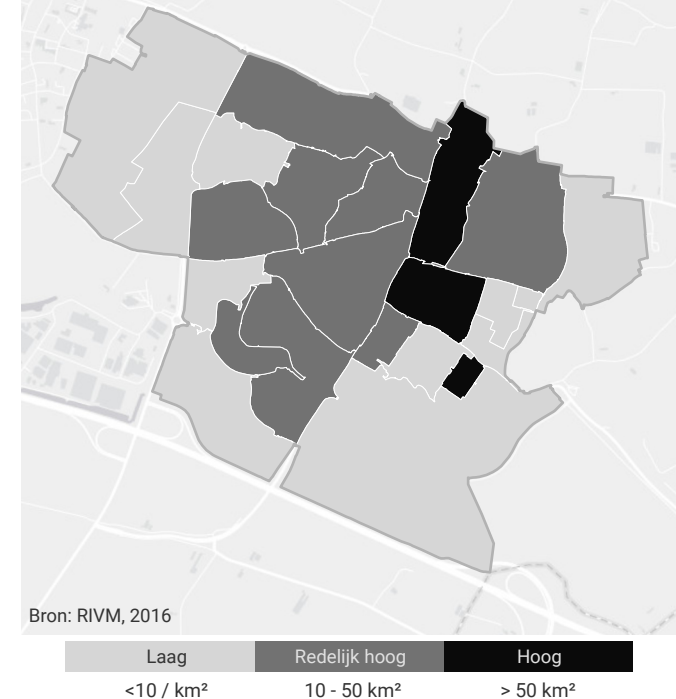 Bron: RIVM, 2016
Laag Redelijk hoog Hoog
<10 / km² 10 - 50 km² > 50 km²